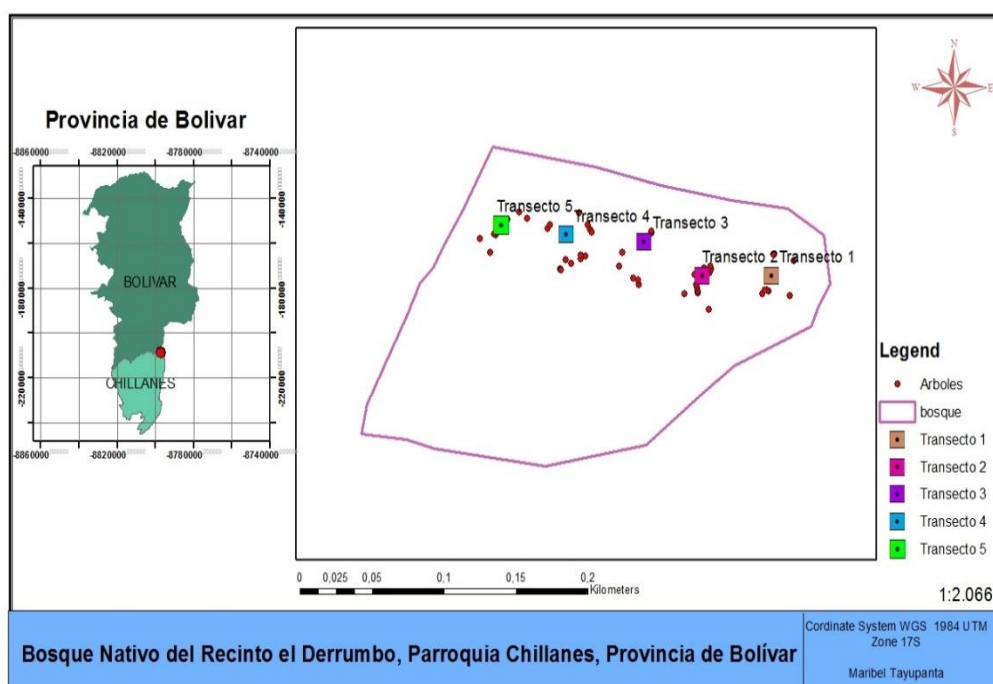 Provincia de Bolivar
-8860000 -8820000 -8780000 -8740000
-140000
-140000
BOLIVAR
-180000
-180000
CHILLANES
-220000
-220000
-8860000 -8820000 -8780000 -8740000
N
W
E
S
Transecto 5
Transecto 4
Transecto 3
Transecto 2
Transecto 1
Legend
Arboles
bosque
Transecto 1
Transecto 2
Transecto 3
Transecto 4
Transecto 5
0 0,025 0,05 0,1 0,15 0,2
Kilometers
1:2.066
Bosque Nativo del Recinto el Derrumbo, Parroquia Chillanes, Provincia de Bolívar
Cordinate System WGS 1984 UTM
Zone 17S
Maribel Tayupanta